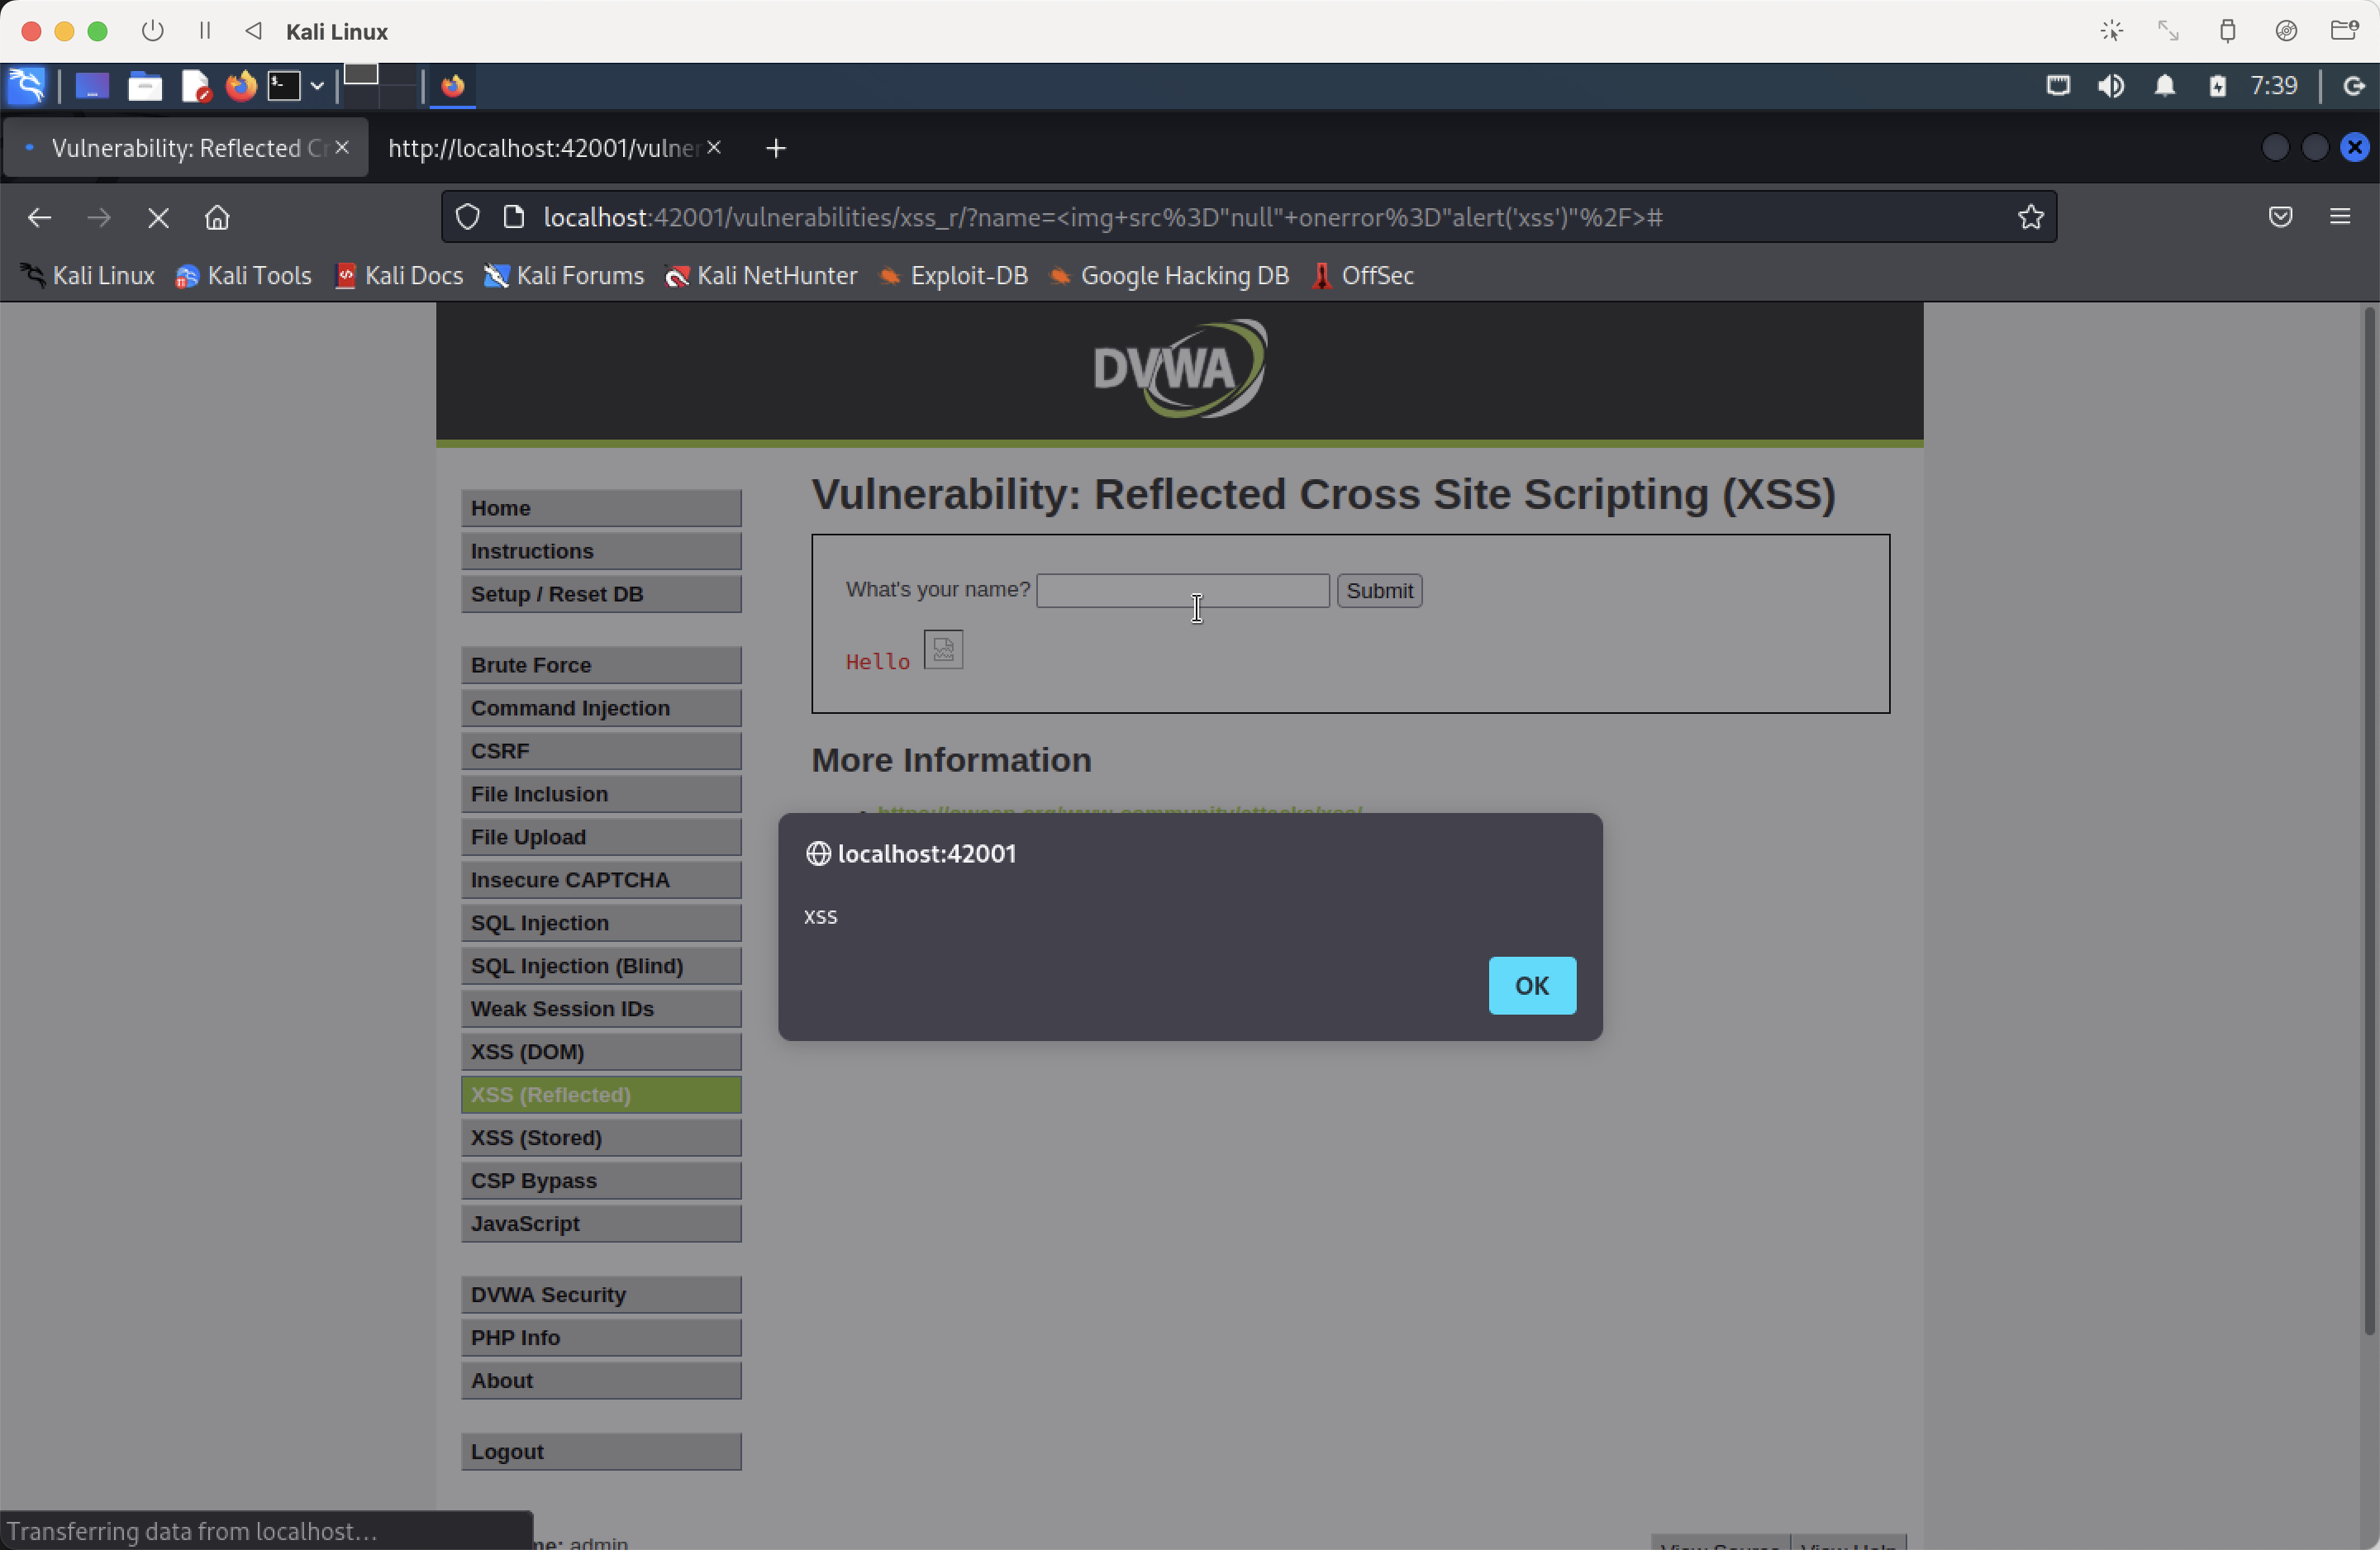 Kali Linux
7:39
Vulnerability: Reflected Cr
http://localhost:42001/vulner
localhost:42001/vulnerabilities/xss_r/?name=<img+src%3D"null"+onerror%3D"alert('xss')"%2F>#
Kali Linux Kali Tools Kali Docs Kali Forums Kali NetHunter Exploit-DB Google Hacking DB OffSec
DVWA
Home
Instructions
Setup / Reset DB
Brute Force
Command Injection
CSRF
File Inclusion
File Upload
Insecure CAPTCHA
SQL Injection
SQL Injection (Blind)
Weak Session IDs
XSS (DOM)
XSS (Reflected)
XSS (Stored)
CSP Bypass
JavaScript
DVWA Security
PHP Info
About
Logout
Vulnerability: Reflected Cross Site Scripting (XSS)
What's your name? Submit
Hello
More Information
localhost:42001
xss
OK
Transferring data from localhost...
admin